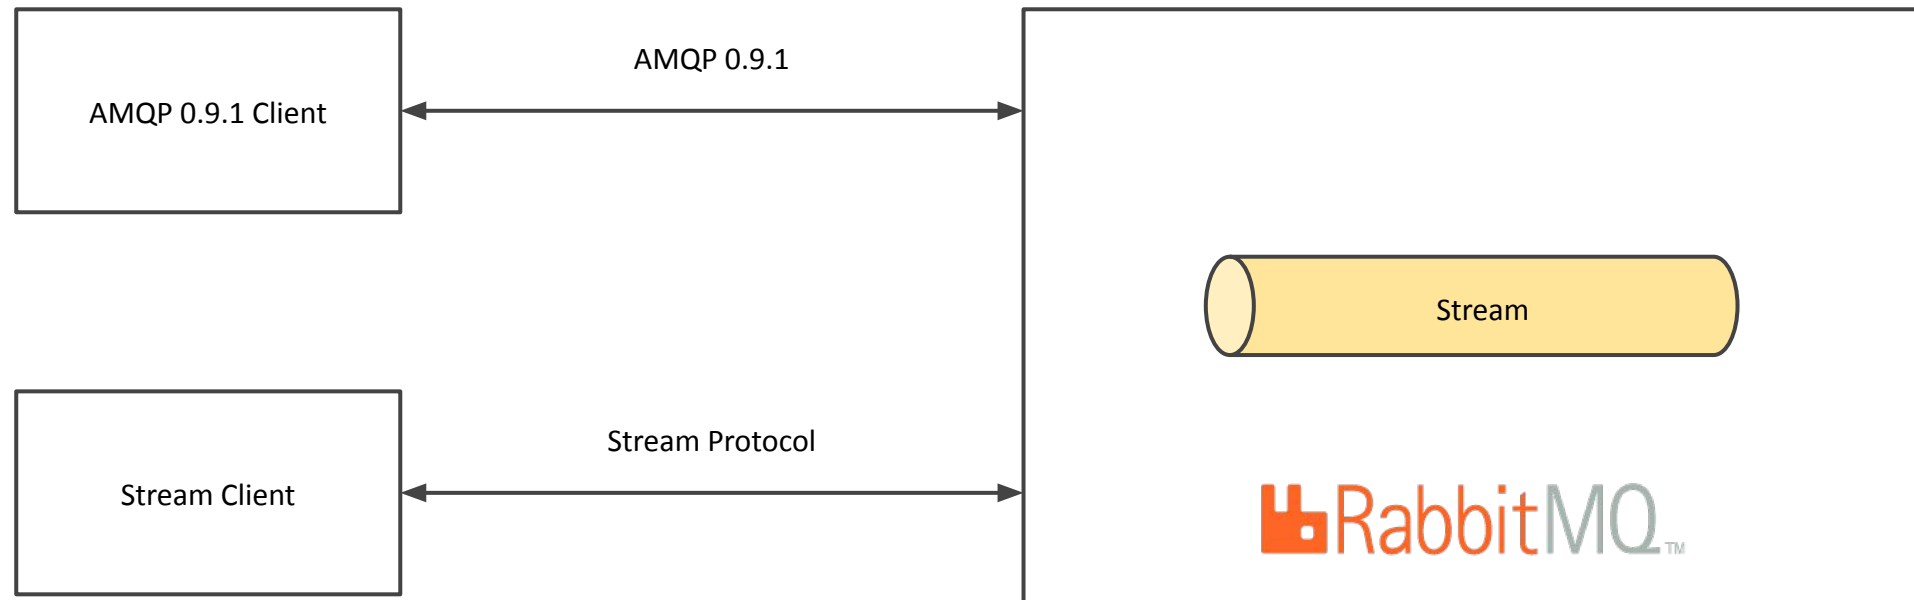 AMQP 0.9.1
AMQP 0.9.1 Client
Stream
Stream Protocol
Stream Client
RabbitMQ TM